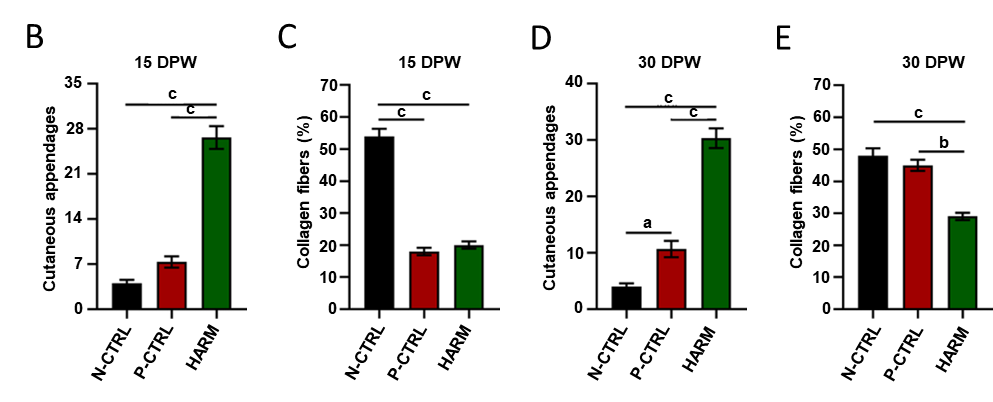 B
15 DPW
Cutaneous appendages
35
28
21
14
7
0
c
c
N-CTRL
P-CTRL
HARM
C
15 DPW
Collagen fibers (%)
70
60
50
40
30
20
10
0
c
c
N-CTRL
P-CTRL
HARM
D
30 DPW
Cutaneous appendages
40
30
20
10
0
c
c
a
N-CTRL
P-CTRL
HARM
E
30 DPW
Collagen fibers (%)
70
60
50
40
30
20
10
0
c
b
N-CTRL
P-CTRL
HARM